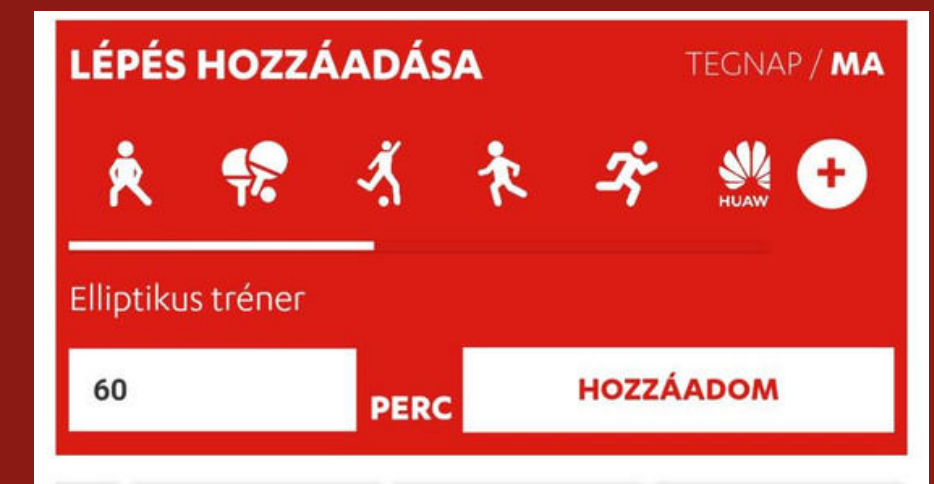 LÉPÉS HOZZÁADÁSA
TEGNAP / MA
HUAW
Elliptikus tréner
60
PERC
HOZZÁADOM